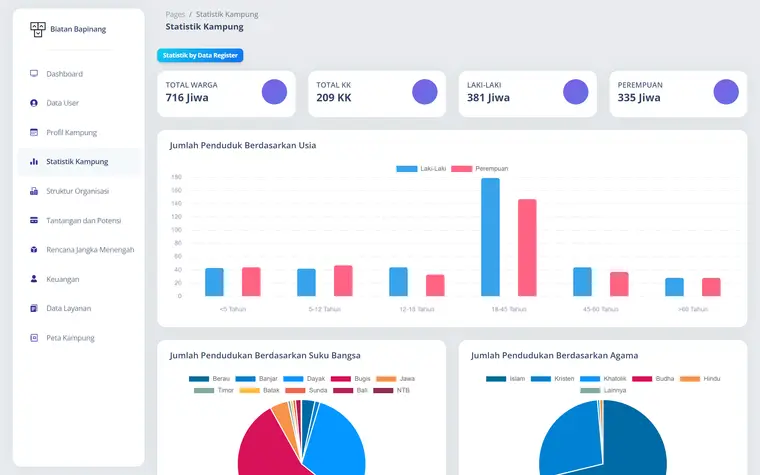 Biatan Bapinang
Dashboard
Data User
Profil Kampung
Statistik Kampung
Struktur Organisasi
Tantangan dan Potensi
Rencana Jangka Menengah
Keuangan
Data Layanan
Peta Kampung
Pages / Statistik Kampung
Statistik Kampung
Statistik by Data Register
TOTAL WARGA
716 Jiwa
TOTAL KK
209 KK
LAKI-LAKI
381 Jiwa
PEREMPUAN
335 Jiwa
Jumlah Penduduk Berdasarkan Usia
Laki-Laki Perempuan
180
160
140
120
100
80
60
40
20
0
<5 Tahun 5-12 Tahun 12-18 Tahun 18-45 Tahun 45-60 Tahun >60 Tahun
Jumlah Pendudukan Berdasarkan Suku Bangsa
Berau Banjar Dayak Bugis Jawa
Timor Batak Sunda Bali NTB
Jumlah Pendudukan Berdasarkan Agama
Islam Kristen Khatolik Budha Hindu
Lainnya